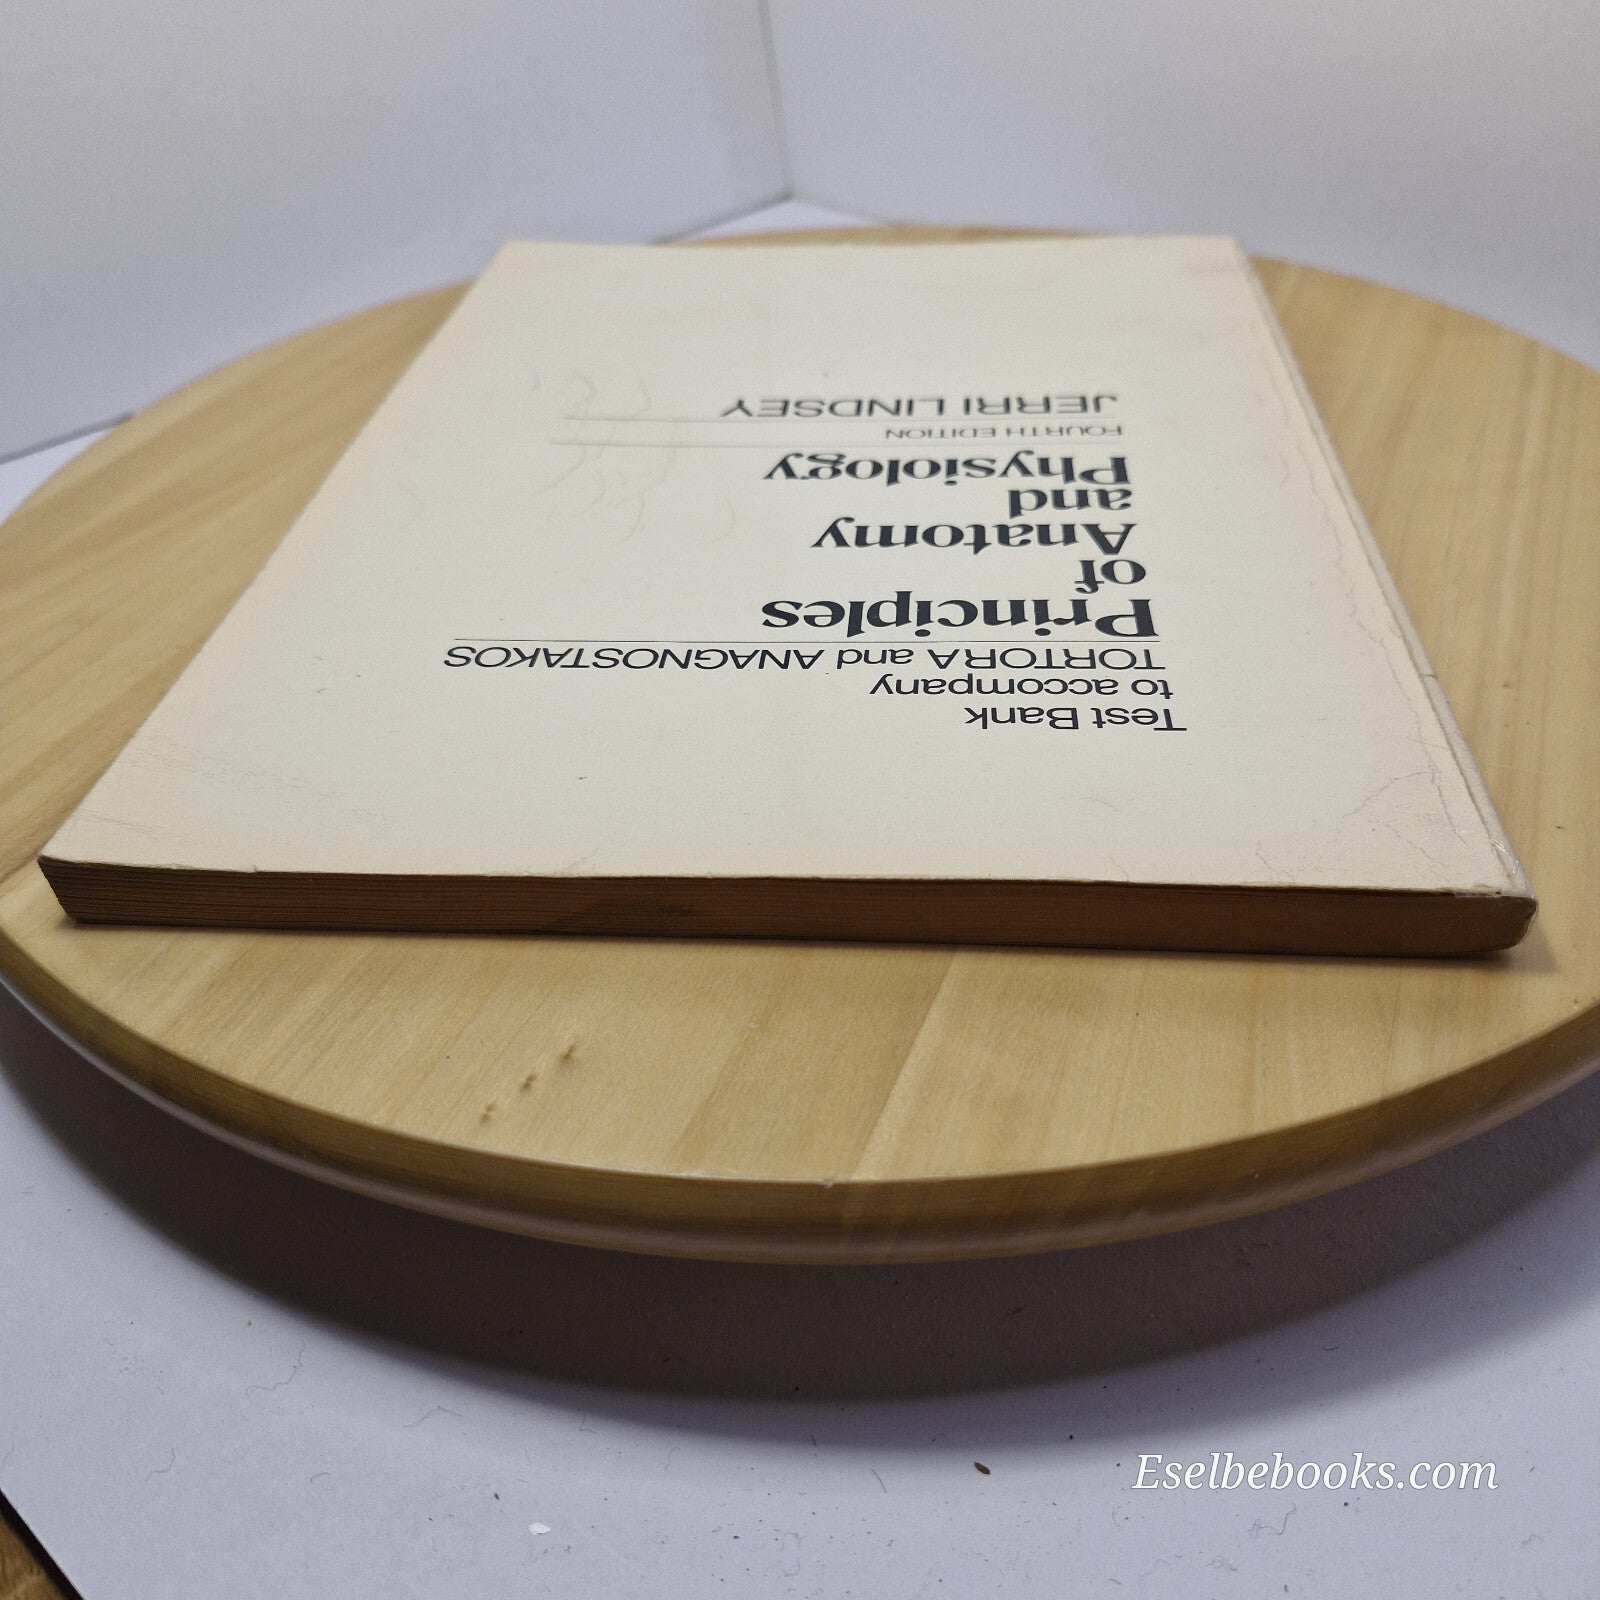 Test Bank
to accompany
TORTORA and ANAGNOSTAKOS
Principles
of
Anatomy
and
Physiology
FOURTH EDITION
JERRI LINDSEY
Eselbebooks.com